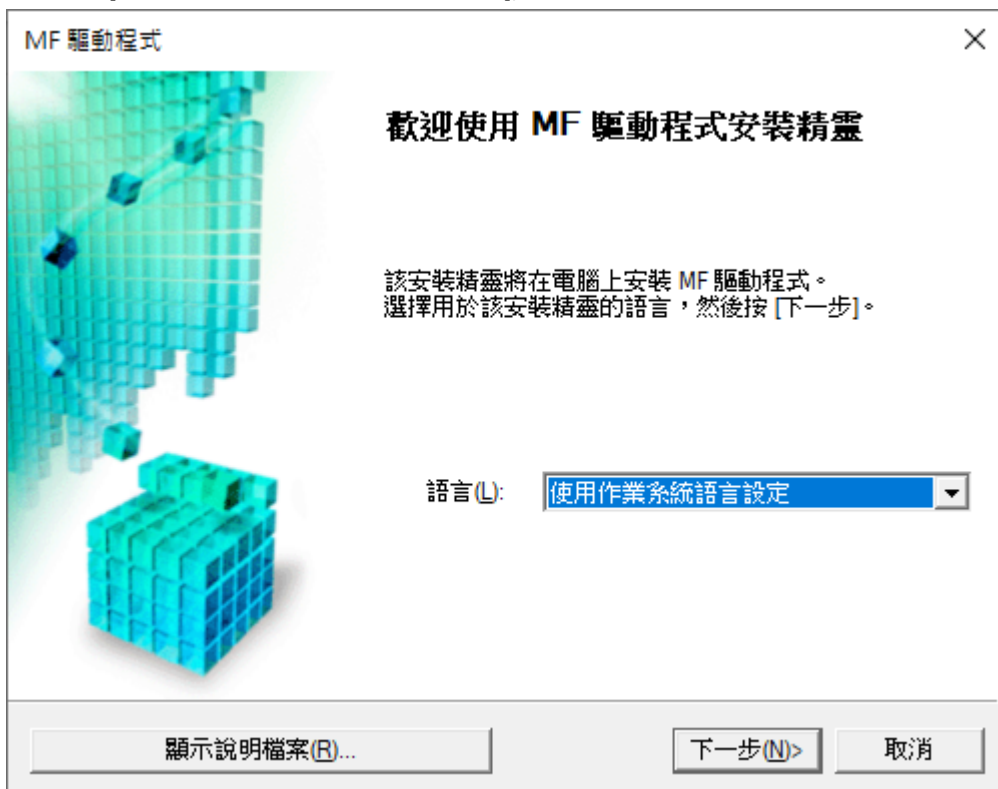 MF 驅動程式
歡迎使用 MF 驅動程式安裝精靈
該安裝精靈將在電腦上安裝 MF 驅動程式。
選擇用於該安裝精靈的語言，然後按 [下一步]。
語言(L): 使用作業系統語言設定
顯示說明檔案(R)... 下一步(N)> 取消